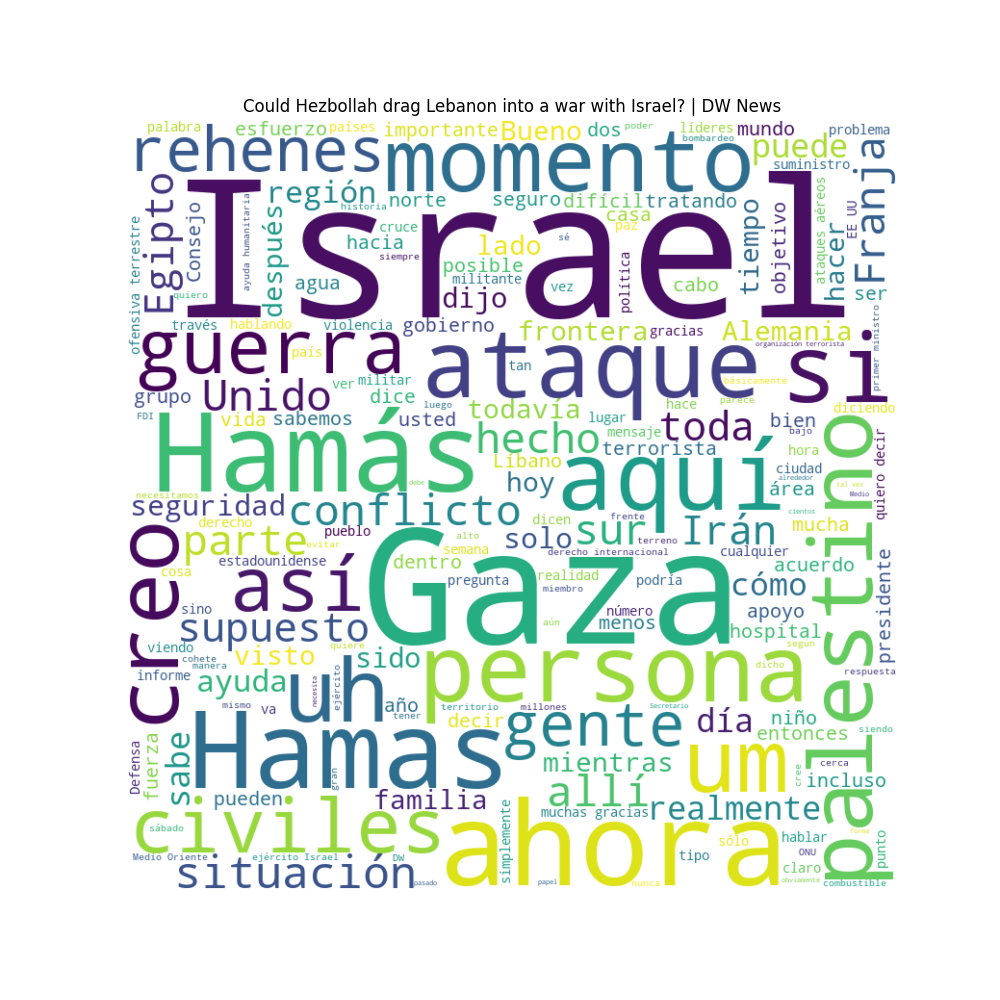 Could Hezbollah drag Lebanon into a war with Israel? | DW News
palabra
esfuerzo
países
importante
Bueno
dos
poder
líderes
mundo
problema
rehenes
momento
bombardeo
puede
suministro
Franja
Egipto
Consejo
ayuda humanitaria
región
historia
norte
seguro
difícil
tratando
casa
paz
tiempo
objetivo
ataques aéreos
EE UU
hacer
ofensiva terrestre
después
Israel
cruce
hacia
siempre
lado
sé
posible
militante
vez
política
cabo
ser
quiero
agua
dijo
través
hablando
violencia
gobierno
frontera
gracias
Alemania
organización terrorista
primer ministro
guerra
país
ataque
si
tan
básicamente
grupo
Unido
ver
militar
dice
luego
todavía
hace
parece
diciendo
FDI
vida
sabemos
usted
lugar
mensaje
toda
bien
bajo
Hamás
hecho
terrorista
hora
quiero decir
Líbano
aquí
ciudad
alrededor
hoy
debe
área
tal vez
Medio
necesitamos
seguridad
conflicto
dicen
sur
frente
Irán
cientos
mucha
palestino
derecho
pueblo
solo
terreno
parte
evitar
alto
semana
derecho internacional
cualquier
creo
cosa
estadounidense
dentro
realidad
acuerdo
presidente
así
Gaza
pregunta
miembro
podría
cómo
sino
número
apoyo
supuesto
aún
menos
hospital
viendo
visto
quiere
según
cohete
manera
sido
persona
dicho
respuesta
informe
ayuda
uh
necesita
ejército
mismo
va
año
tener
territorio
millones
Secretario
decir
gente
día
niño
entonces
siendo
Hamas
um
cerca
Defensa
fuerza
sabe
mientras
gran
cree
incluso
pueden
familia
allí
realmente
civiles
ahora
muchas gracias
simplemente
sábado
sólo
hablar
forma
punto
Medio Oriente
ejército Israel
DW
tipo
ONU
claro
situación
pasado
papel
nunca
obviamente
combustible